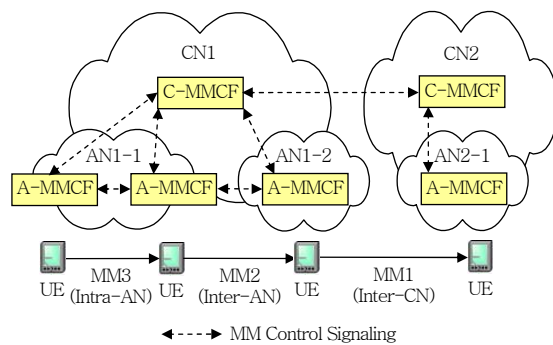 CN1
CN2
C-MMCF
C-MMCF
AN1-1
AN1-2
AN2-1
A-MMCF
A-MMCF
A-MMCF
A-MMCF
UE
MM3
(Intra-AN)
UE
MM2
(Inter-AN)
UE
MM1
(Inter-CN)
UE
MM Control Signaling